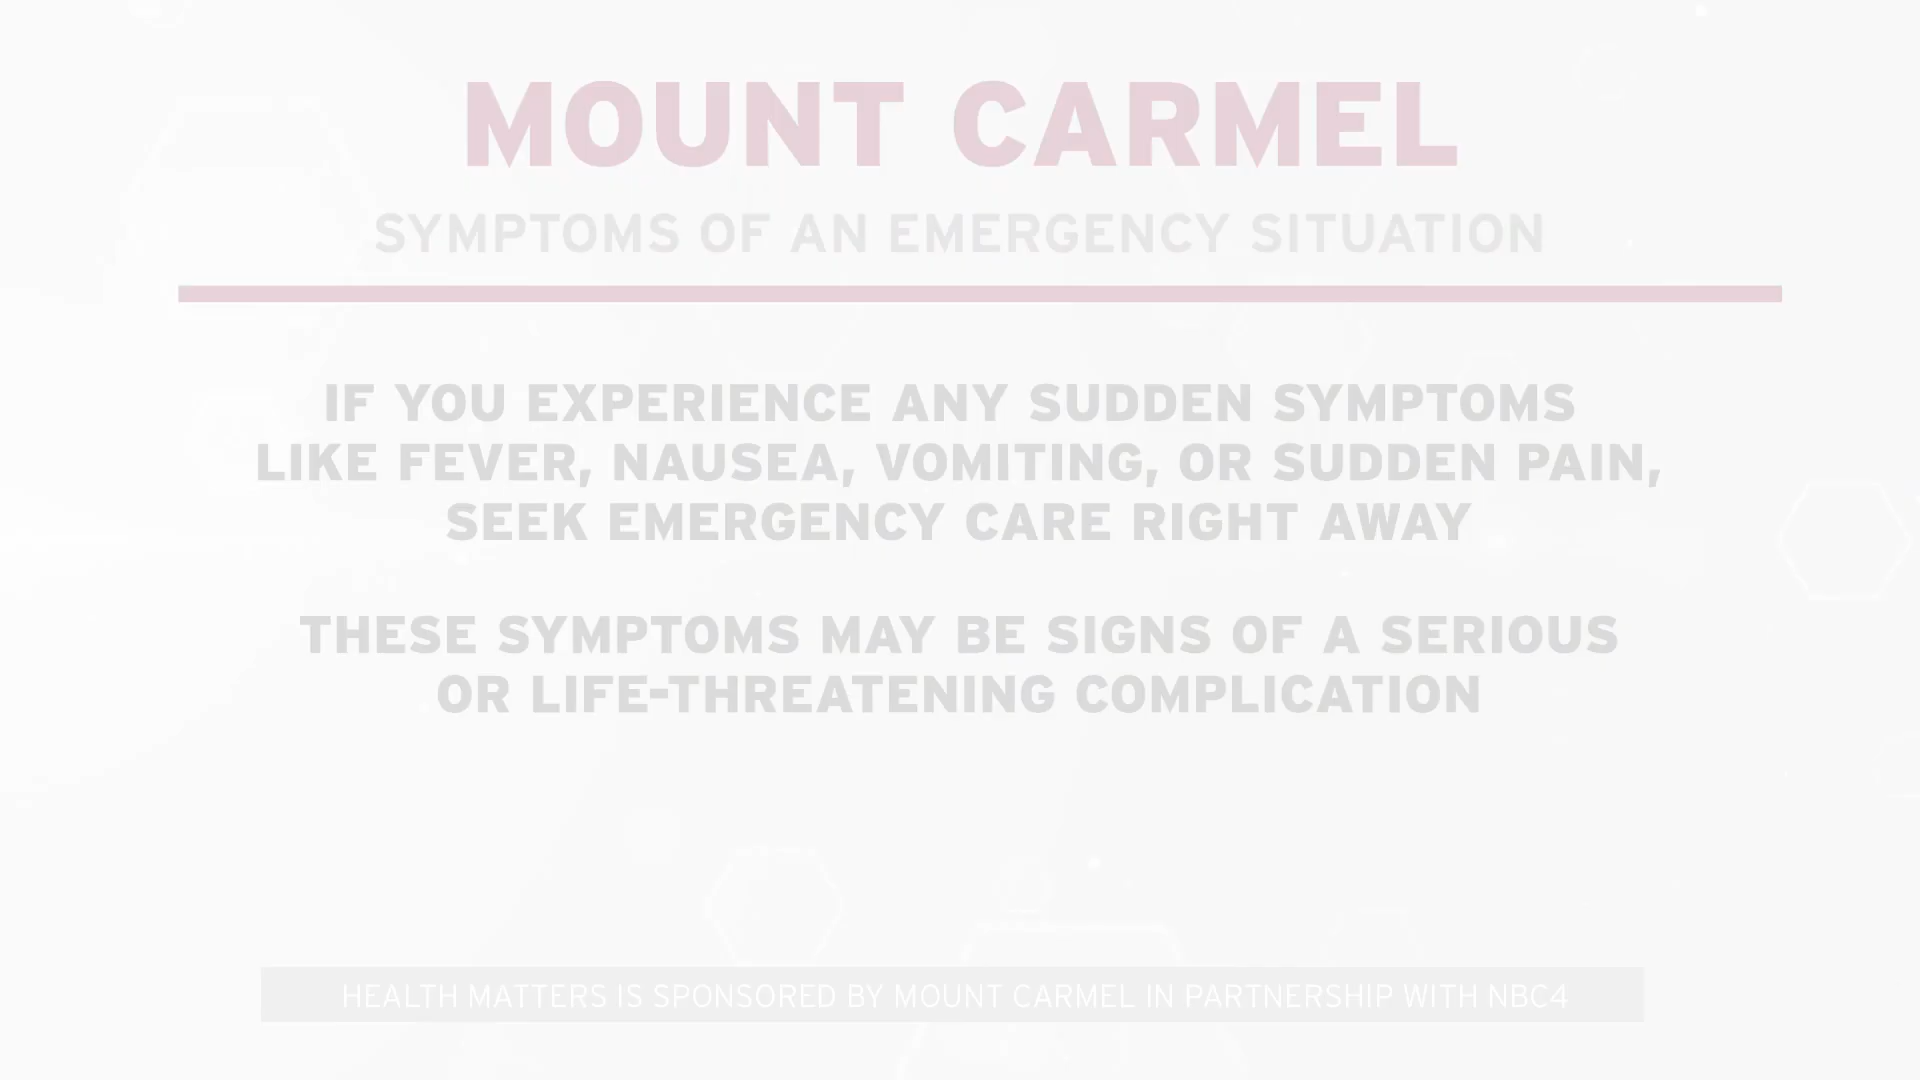 MOUNT CARMEL
SYMPTOMS OF AN EMERGENCY SITUATION
IF YOU EXPERIENCE ANY SUDDEN SYMPTOMS
LIKE FEVER, NAUSEA, VOMITING, OR SUDDEN PAIN,
SEEK EMERGENCY CARE RIGHT AWAY
THESE SYMPTOMS MAY BE SIGNS OF A SERIOUS
OR LIFE-THREATENING COMPLICATION
HEALTH MATTERS IS SPONSORED BY MOUNT CARMEL IN PARTNERSHIP WITH NBC4